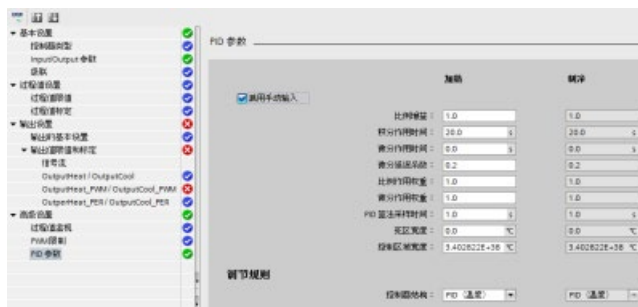 基本设置
控制器类型
Input/Output 参数
级联
过程值设置
过程值限值
过程值标定
输出设置
输出的基本设置
输出值限值和标定
信号流
OutputHeat / OutputCool
OutputHeat_PWM / OutputCool_PWM
OutputHeat_PER / OutputCool_PER
高级设置
过程值监视
PWM 限制
PID 参数
PID 参数
加热
制冷
启用手动输入
比例增益： 1.0 1.0
积分作用时间： 20.0 s 20.0 s
微分作用时间： 0.0 s 0.0 s
微分延迟系数： 0.2 0.2
比例作用权重： 1.0 1.0
微分作用权重： 1.0 1.0
PID 算法采样时间： 1.0 s 1.0 s
死区宽度： 0.0 ℃ 0.0 ℃
控制区域宽度： 3.402822E+38 ℃ 3.402822E+38 ℃
调节规则
控制器结构： PID（温度） PID（温度）